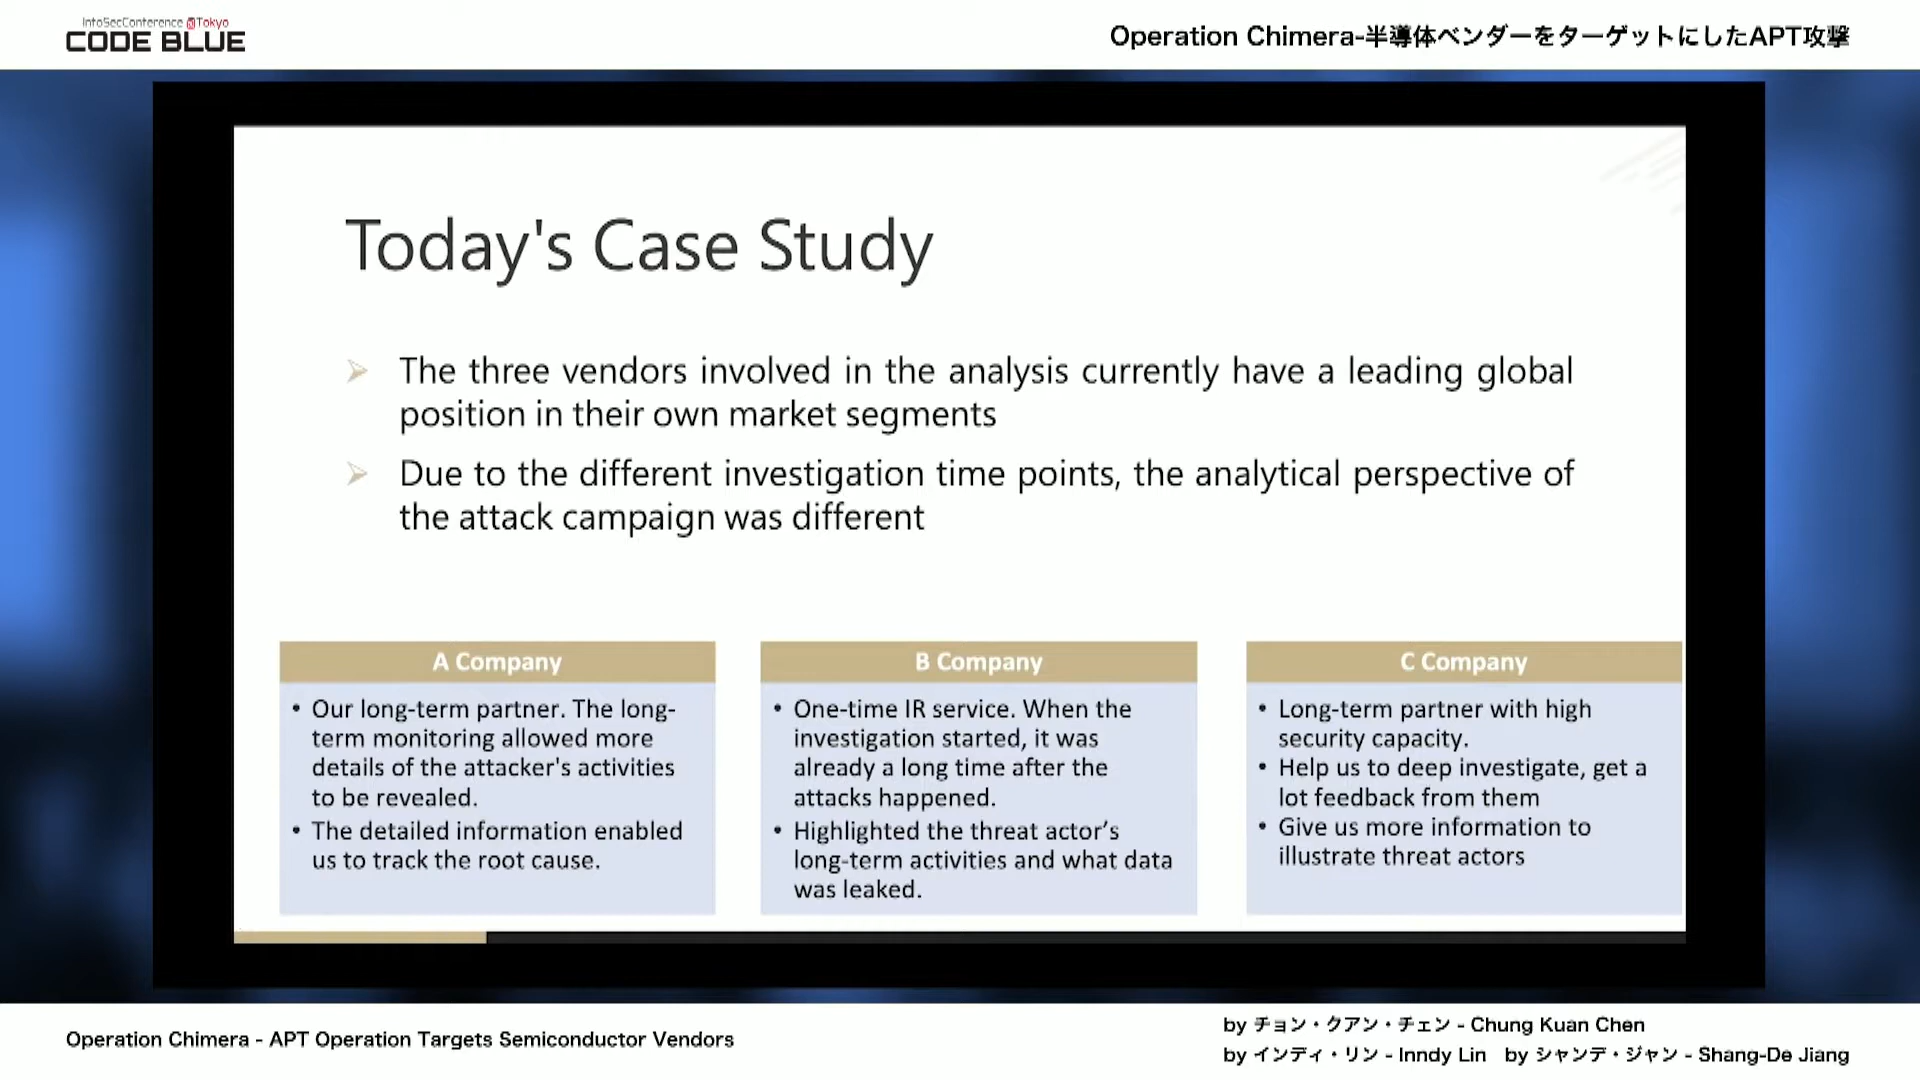 InfoSecConference @Tokyo
CODE BLUE
Operation Chimera-半導体ベンダーをターゲットにしたAPT攻撃
Today's Case Study
The three vendors involved in the analysis currently have a leading global
position in their own market segments
Due to the different investigation time points, the analytical perspective of
the attack campaign was different
A Company
• Our long-term partner. The long-
term monitoring allowed more
details of the attacker's activities
to be revealed.
• The detailed information enabled
us to track the root cause.
B Company
• One-time IR service. When the
investigation started, it was
already a long time after the
attacks happened.
• Highlighted the threat actor’s
long-term activities and what data
was leaked.
C Company
• Long-term partner with high
security capacity.
• Help us to deep investigate, get a
lot feedback from them
• Give us more information to
illustrate threat actors
Operation Chimera - APT Operation Targets Semiconductor Vendors
by チョン・クアン・チェン - Chung Kuan Chen
by インディ・リン - Inndy Lin by シャンデ・ジャン - Shang-De Jiang